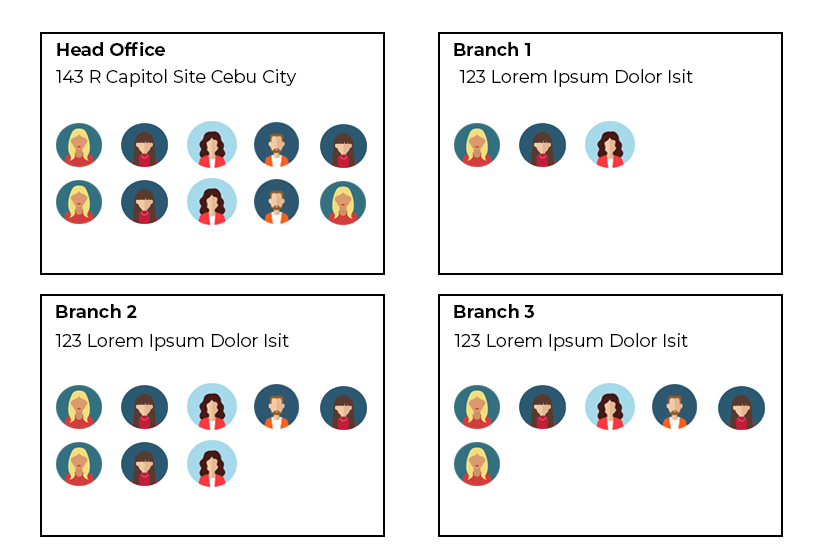 Head Office
143 R Capitol Site Cebu City
Branch 1
123 Lorem Ipsum Dolor Isit
Branch 2
123 Lorem Ipsum Dolor Isit
Branch 3
123 Lorem Ipsum Dolor Isit